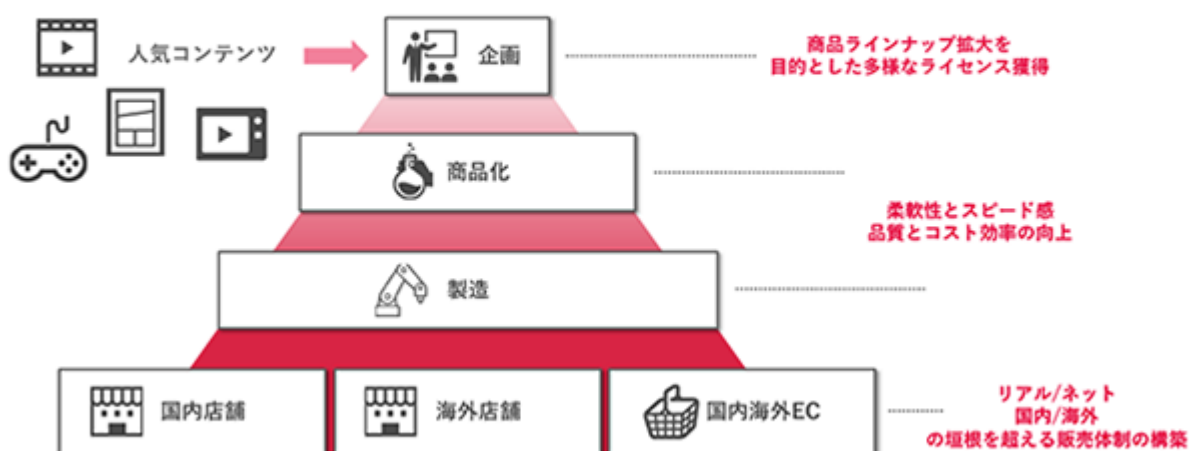 人気コンテンツ
企画
商品ラインナップ拡大を
目的とした多様なライセンス獲得
商品化
柔軟性とスピード感
品質とコスト効率の向上
製造
国内店舗
海外店舗
国内海外EC
リアル/ネット
国内/海外
の垣根を超える販売体制の構築